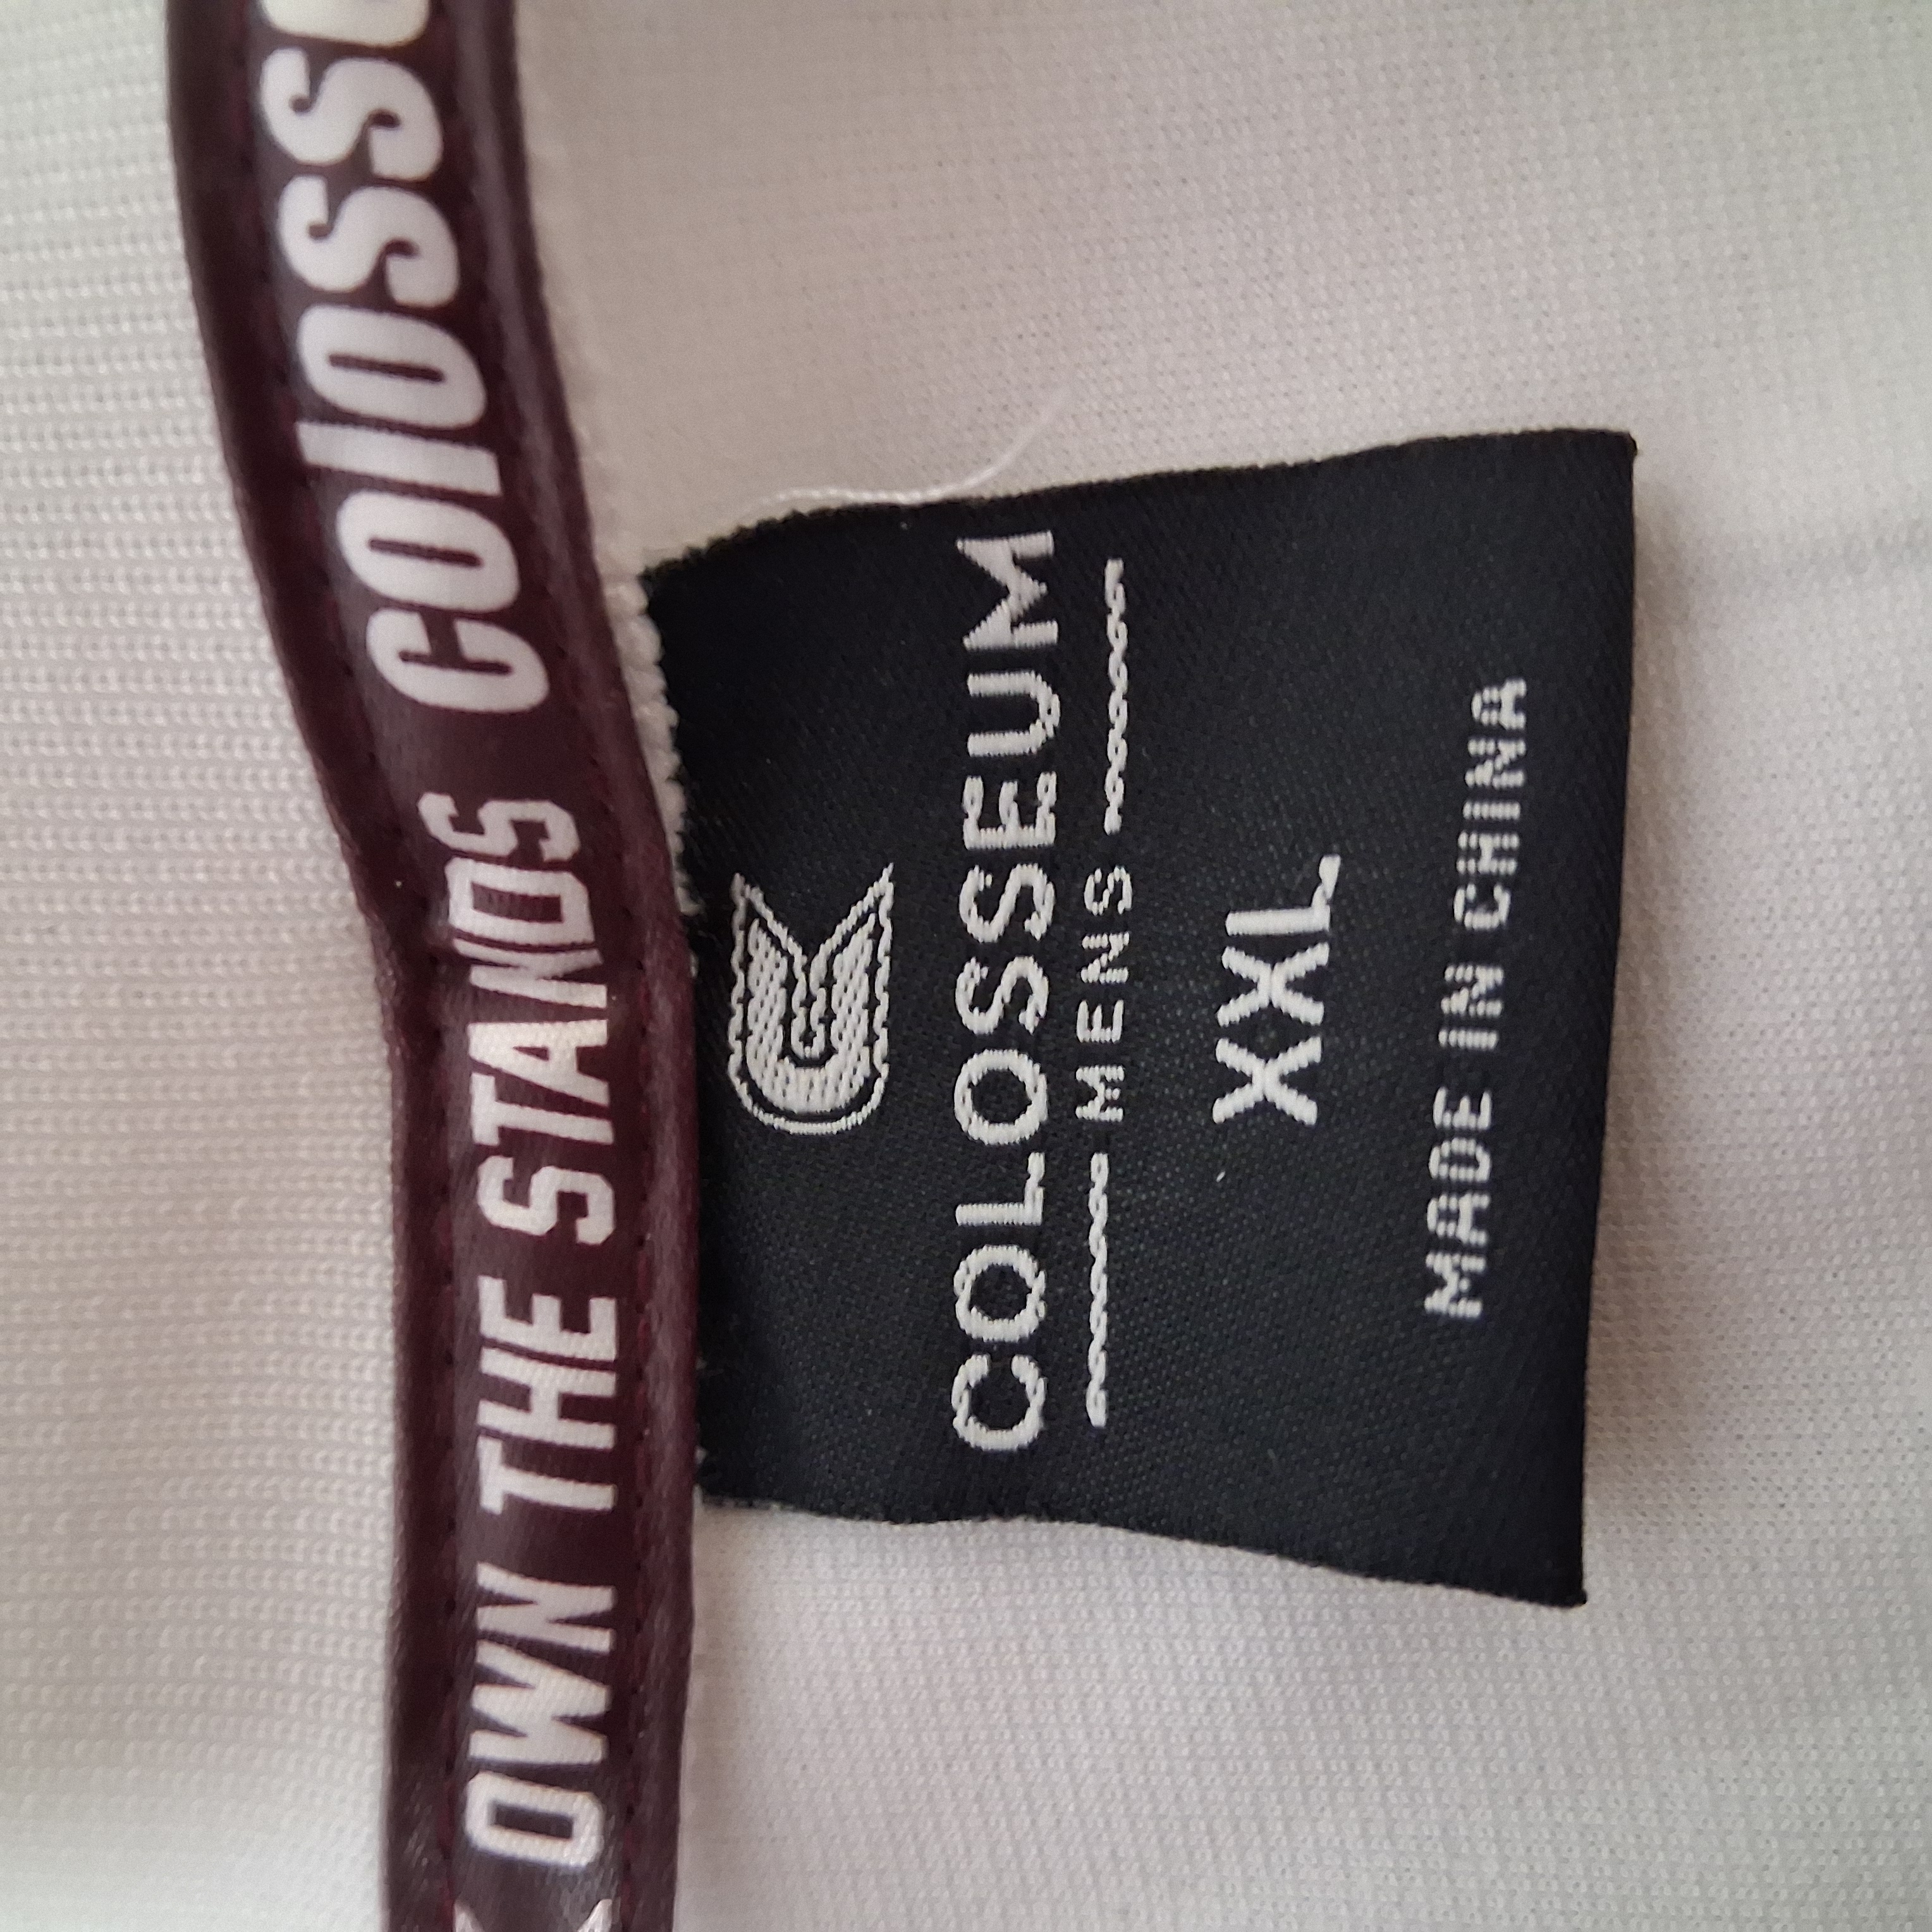 OWN THE STANDS COlOSS
COLOSSEUM
MENS
XXL
MADE IN CHINA